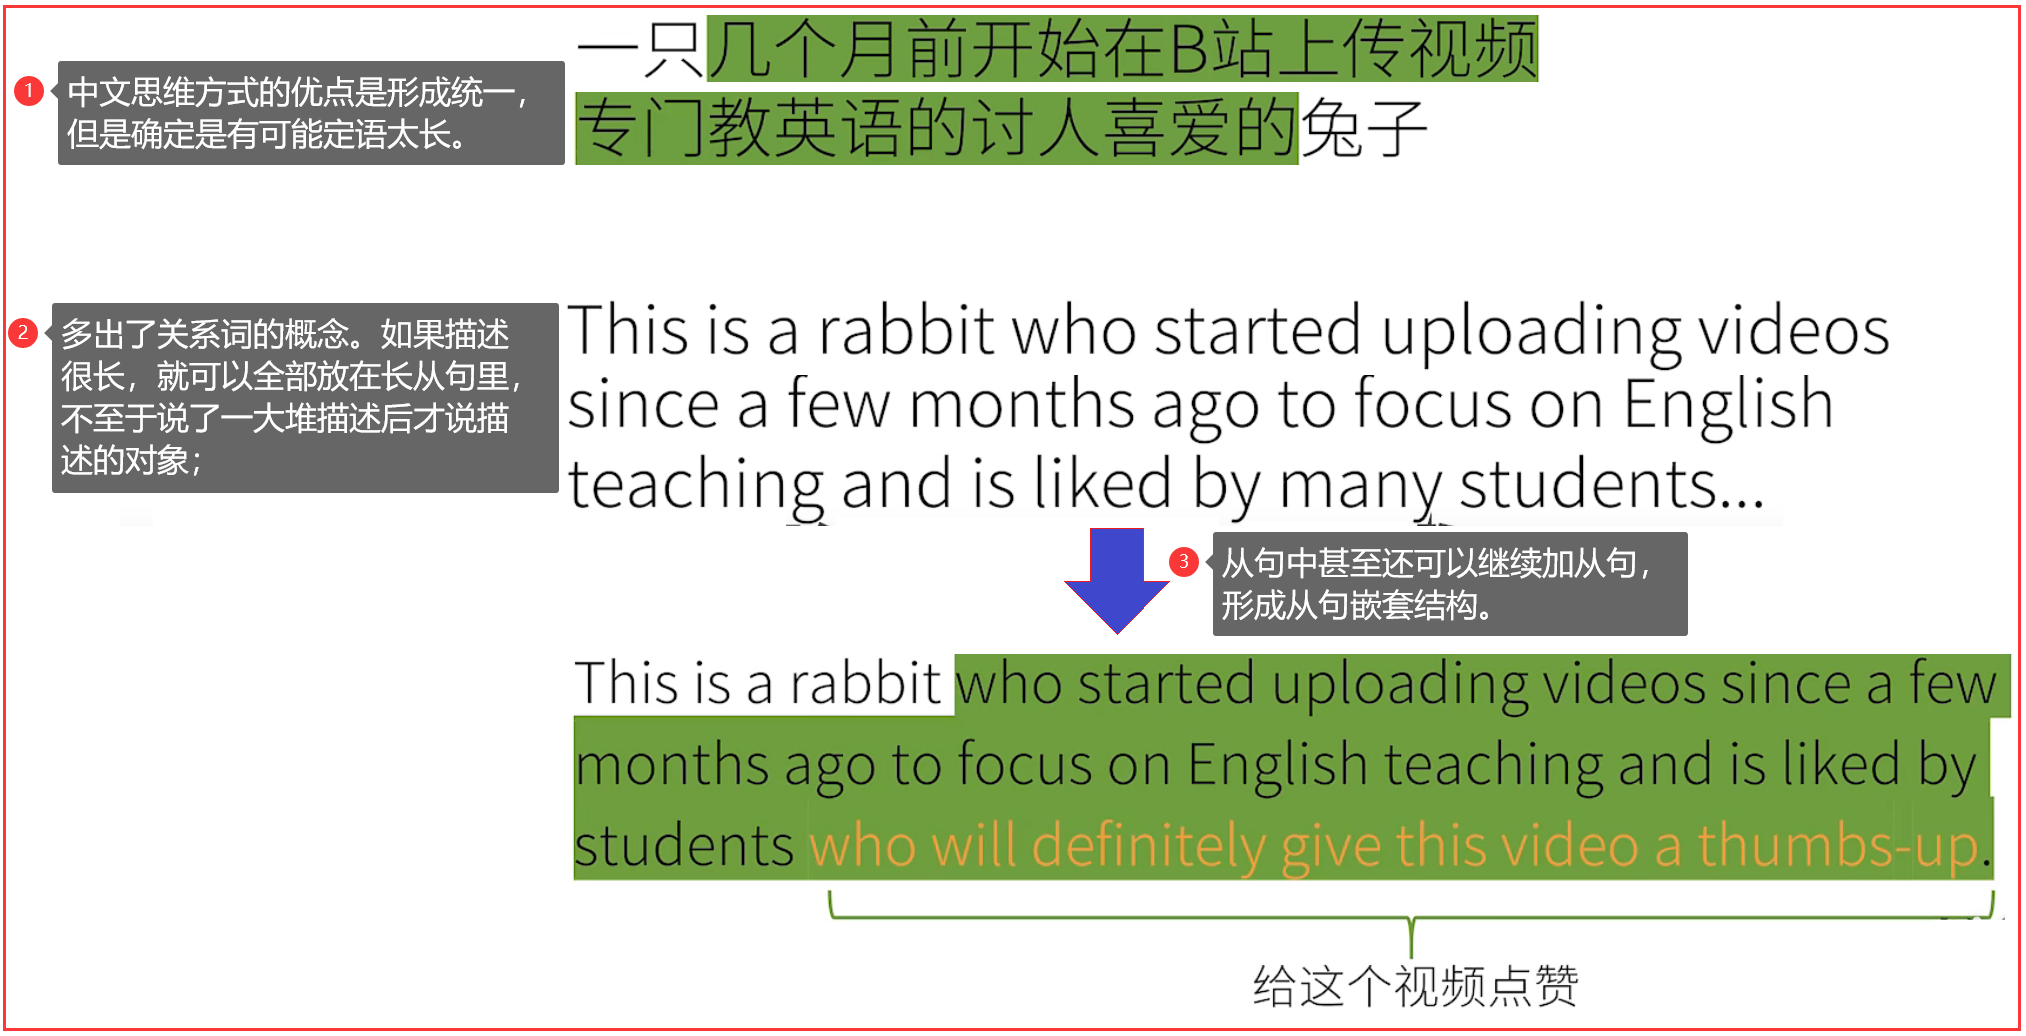 一只几个月前开始在B站上传视频
专门教英语的讨人喜爱的兔子
1
中文思维方式的优点是形成统一，
但是确定是有可能定语太长。
2
多出了关系词的概念。如果描述
很长，就可以全部放在长从句里，
不至于说了一大堆描述后才说描
述的对象；
This is a rabbit who started uploading videos
since a few months ago to focus on English
teaching and is liked by many students...
3
从句中甚至还可以继续加从句，
形成从句嵌套结构。
This is a rabbit who started uploading videos since a few
months ago to focus on English teaching and is liked by
students who will definitely give this video a thumbs-up.
给这个视频点赞